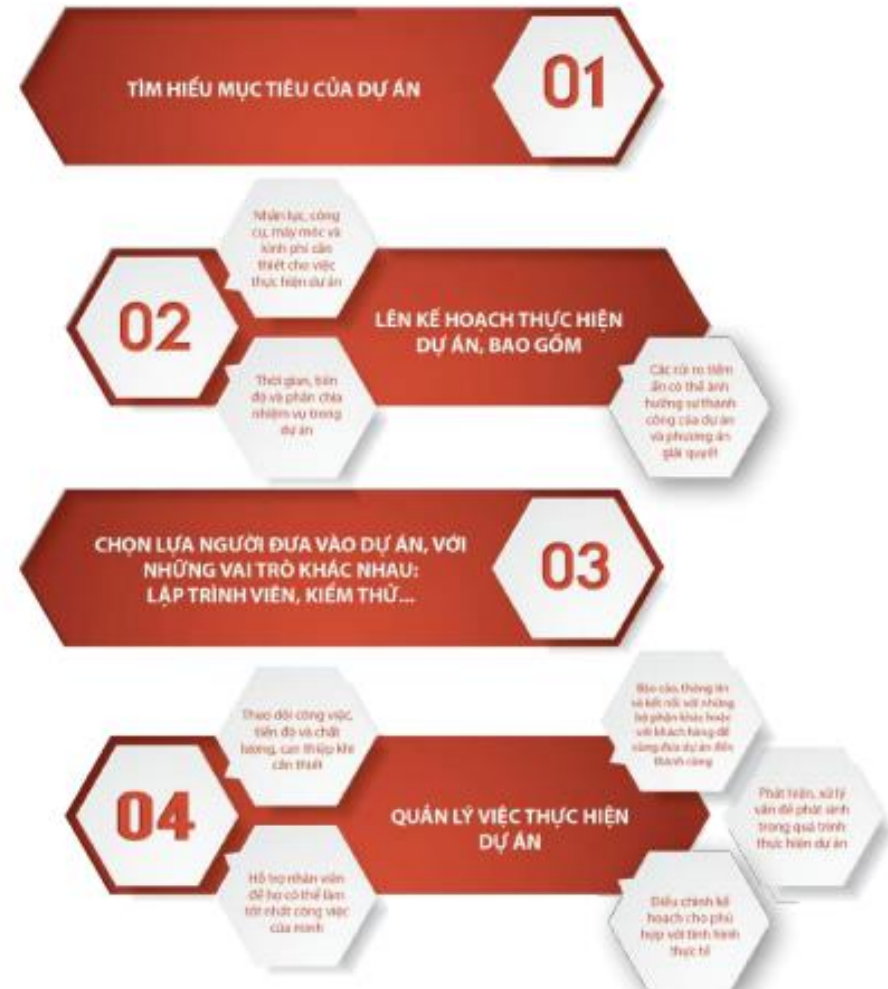 TÌM HIỂU MỤC TIÊU CỦA DỰ ÁN
01
Nhân lực, công
cụ, máy móc và
kinh phí cần
thiết cho việc
thực hiện dự án
02
LÊN KẾ HOẠCH THỰC HIỆN
DỰ ÁN, BAO GỒM
Thời gian, tiến
độ và phân chia
nhiệm vụ trong
dự án
Các rủi ro tiềm
ẩn có thể ảnh
hưởng sự thành
công của dự án
và phương án
giải quyết
CHỌN LỰA NGƯỜI ĐƯA VÀO DỰ ÁN, VỚI
NHỮNG VAI TRÒ KHÁC NHAU:
LẬP TRÌNH VIÊN, KIỂM THỬ...
03
Theo dõi công việc,
tiến độ và chất
lượng, can thiệp khi
cần thiết
Báo cáo, thông tin
và kết nối với những
bộ phận khác hoặc
với khách hàng để
cùng đưa dự án đến
thành công
04
QUẢN LÝ VIỆC THỰC HIỆN
DỰ ÁN
Phát hiện, xử lý
vấn đề phát sinh
trong quá trình
thực hiện dự án
Hỗ trợ nhân viên
để họ có thể làm
tốt nhất công việc
của mình
Điều chỉnh kế
hoạch cho phù
hợp với tình hình
thực tế